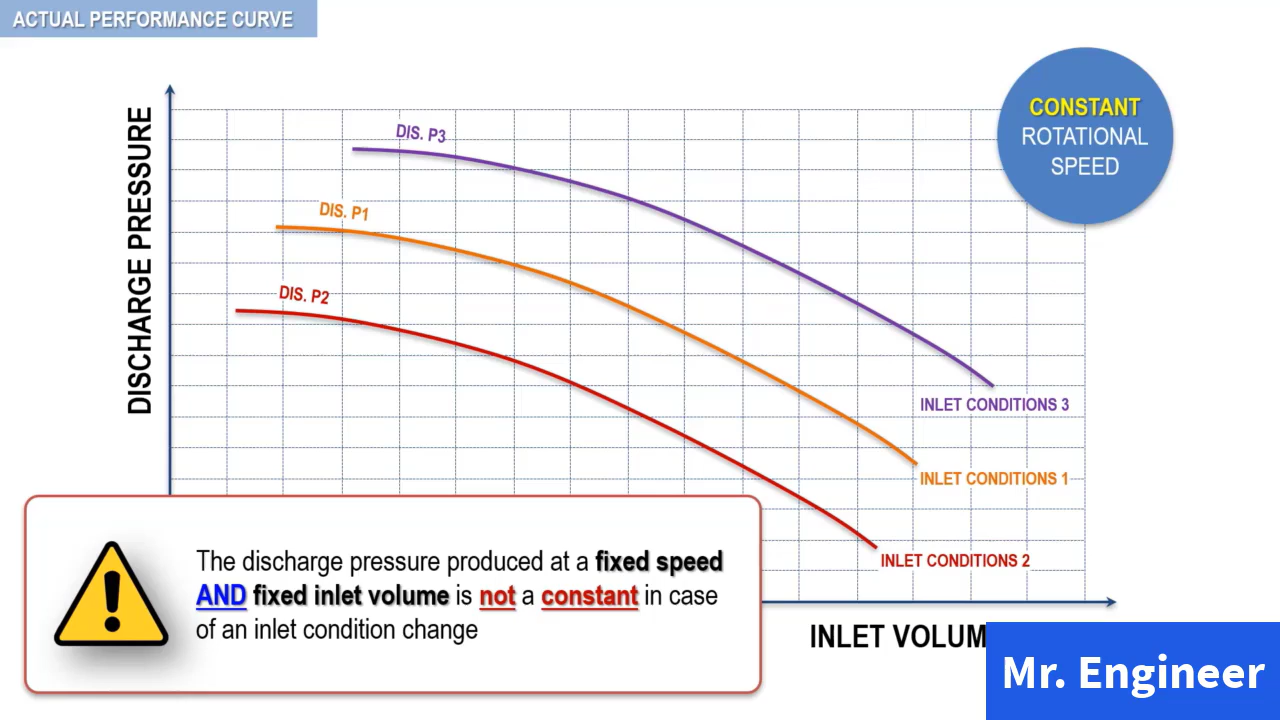 ACTUAL PERFORMANCE CURVE
CONSTANT
ROTATIONAL
SPEED
DISCHARGE PRESSURE
DIS. P3
DIS. P1
DIS. P2
INLET CONDITIONS 3
INLET CONDITIONS 1
INLET CONDITIONS 2
The discharge pressure produced at a fixed speed
AND fixed inlet volume is not a constant in case
of an inlet condition change
INLET VOLUM
Mr. Engineer